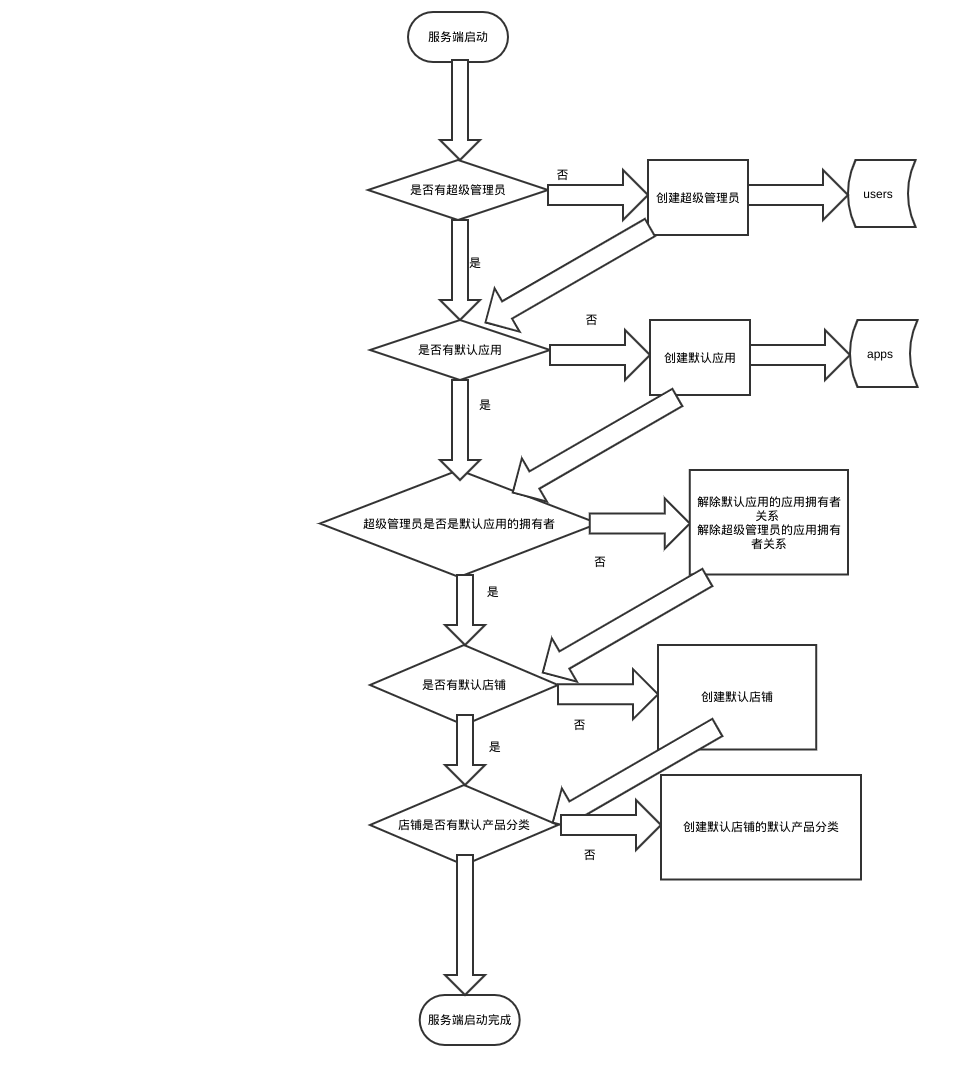 服务端启动
是否有超级管理员
否
创建超级管理员
users
是
否
是否有默认应用
创建默认应用
apps
是
超级管理员是否是默认应用的拥有者
解除默认应用的应用拥有者
关系
解除超级管理员的应用拥有
者关系
否
是
是否有默认店铺
创建默认店铺
否
是
店铺是否有默认产品分类
创建默认店铺的默认产品分类
否
服务端启动完成